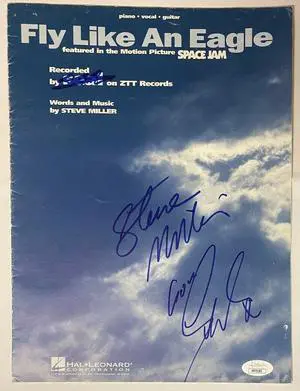 piano • vocal • guitar
Fly Like An Eagle
featured in the Motion Picture SPACE JAM
Recorded
by on ZTT Records
Words and Music
by STEVE MILLER
Steve
Miller
HAL•LEONARD
CORPORATION
JSA